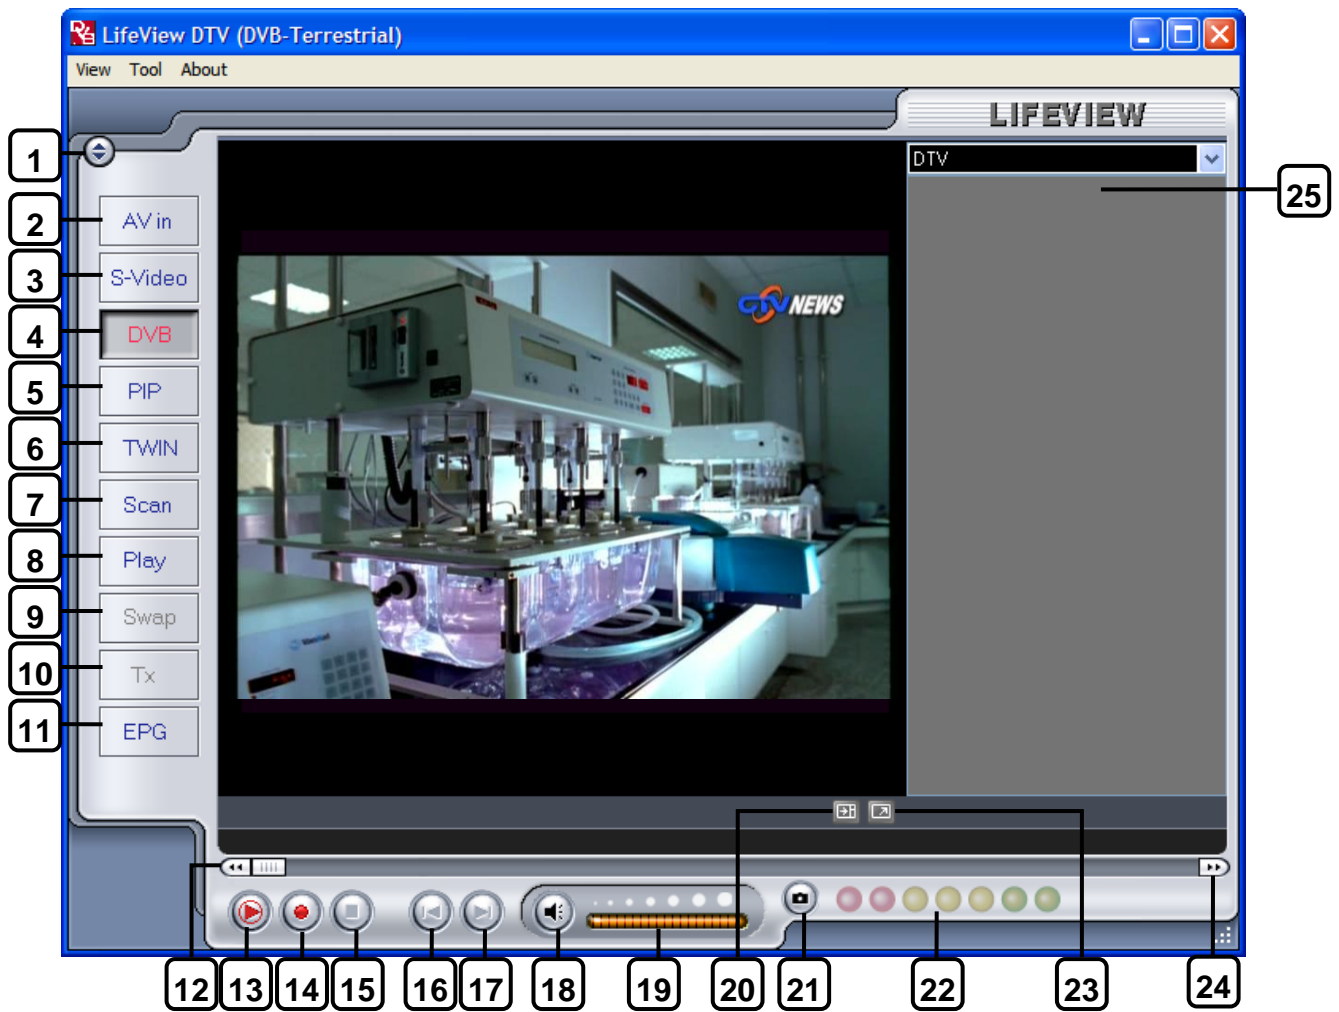 LifeView DTV (DVB-Terrestrial)
View Tool About
LIFEVIEW
DTV
1
2 AV in
3 S-Video
4 DVB
5 PIP
6 TWIN
7 Scan
8 Play
9 Swap
10 Tx
11 EPG
CTV NEWS
25
12 13 14 15 16 17 18 19 20 21 22 23 24